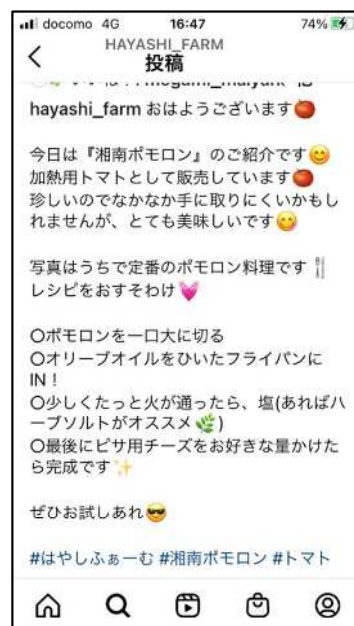 docomo 4G 16:47 74%
HAYASHI_FARM
投稿
hayashi_farm おはようございます🍅
今日は『湘南ポモロン』のご紹介です😊
加熱用トマトとして販売しています🍅
珍しいのでなかなか手に取りにくいかもし
れませんが、とても美味しいです😋
写真はうちで定番のポモロン料理です🍴
レシピをおすそわけ💓
〇ポモロンを一口大に切る
〇オリーブオイルをひいたフライパンに
IN！
〇少しくたっと火が通ったら、塩(あればハ
ーブソルトがオススメ🌿)
〇最後にピザ用チーズをお好きな量かけた
ら完成です✨
ぜひお試しあれ😎
#はやしふぁーむ #湘南ポモロン #トマト